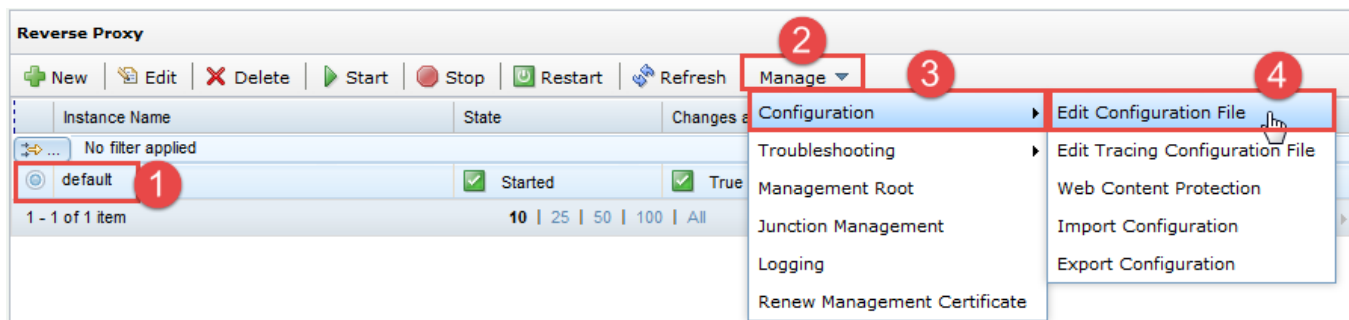 Reverse Proxy
2
New Edit Delete Start Stop Restart Refresh Manage
3
4
Instance Name State Changes a
Configuration
Edit Configuration File
... No filter applied
Troubleshooting
Edit Tracing Configuration File
default
1
Started True
Management Root
Web Content Protection
1 - 1 of 1 item 10 | 25 | 50 | 100 | All
Junction Management
Import Configuration
Logging
Export Configuration
Renew Management Certificate